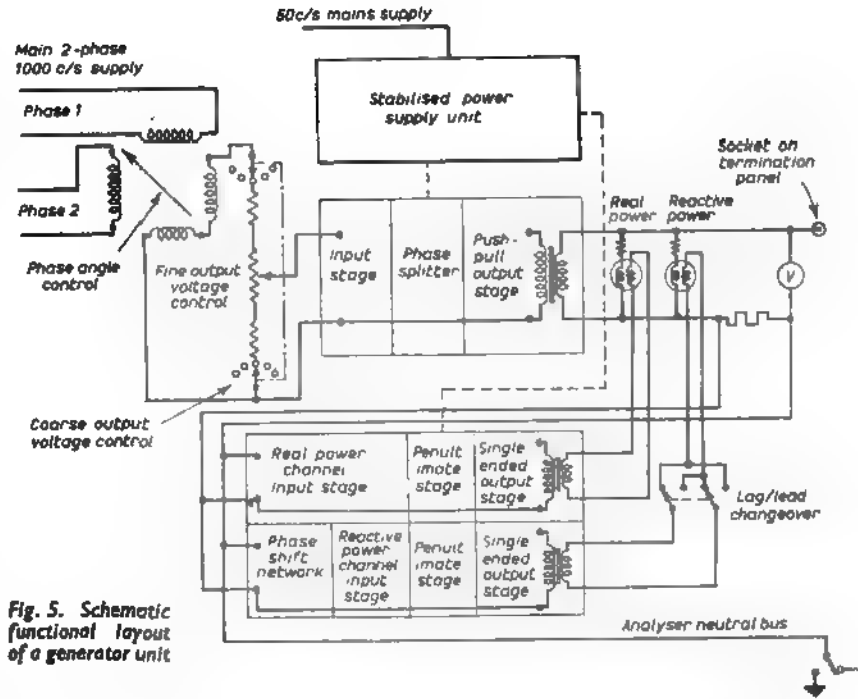 50c/s mains supply
Main 2-phase
1000 c/s supply
Phase 1
Phase 2
Phase angle
control
Fine output
voltage
control
Coarse output
voltage control
Stabilised power
supply unit
Socket on
termination
panel
Real
power
Reactive
power
Input
stage
Phase
splitter
Push-
pull
output
stage
V
Real power
channel
input stage
Penult
imate
stage
Single
ended
output
stage
Phase
shift
network
Reactive
power
channel
input
stage
Penult
imate
stage
Single
ended
output
stage
Lag/lead
changeover
Analyser neutral bus
Fig. 5. Schematic
functional layout
of a generator unit